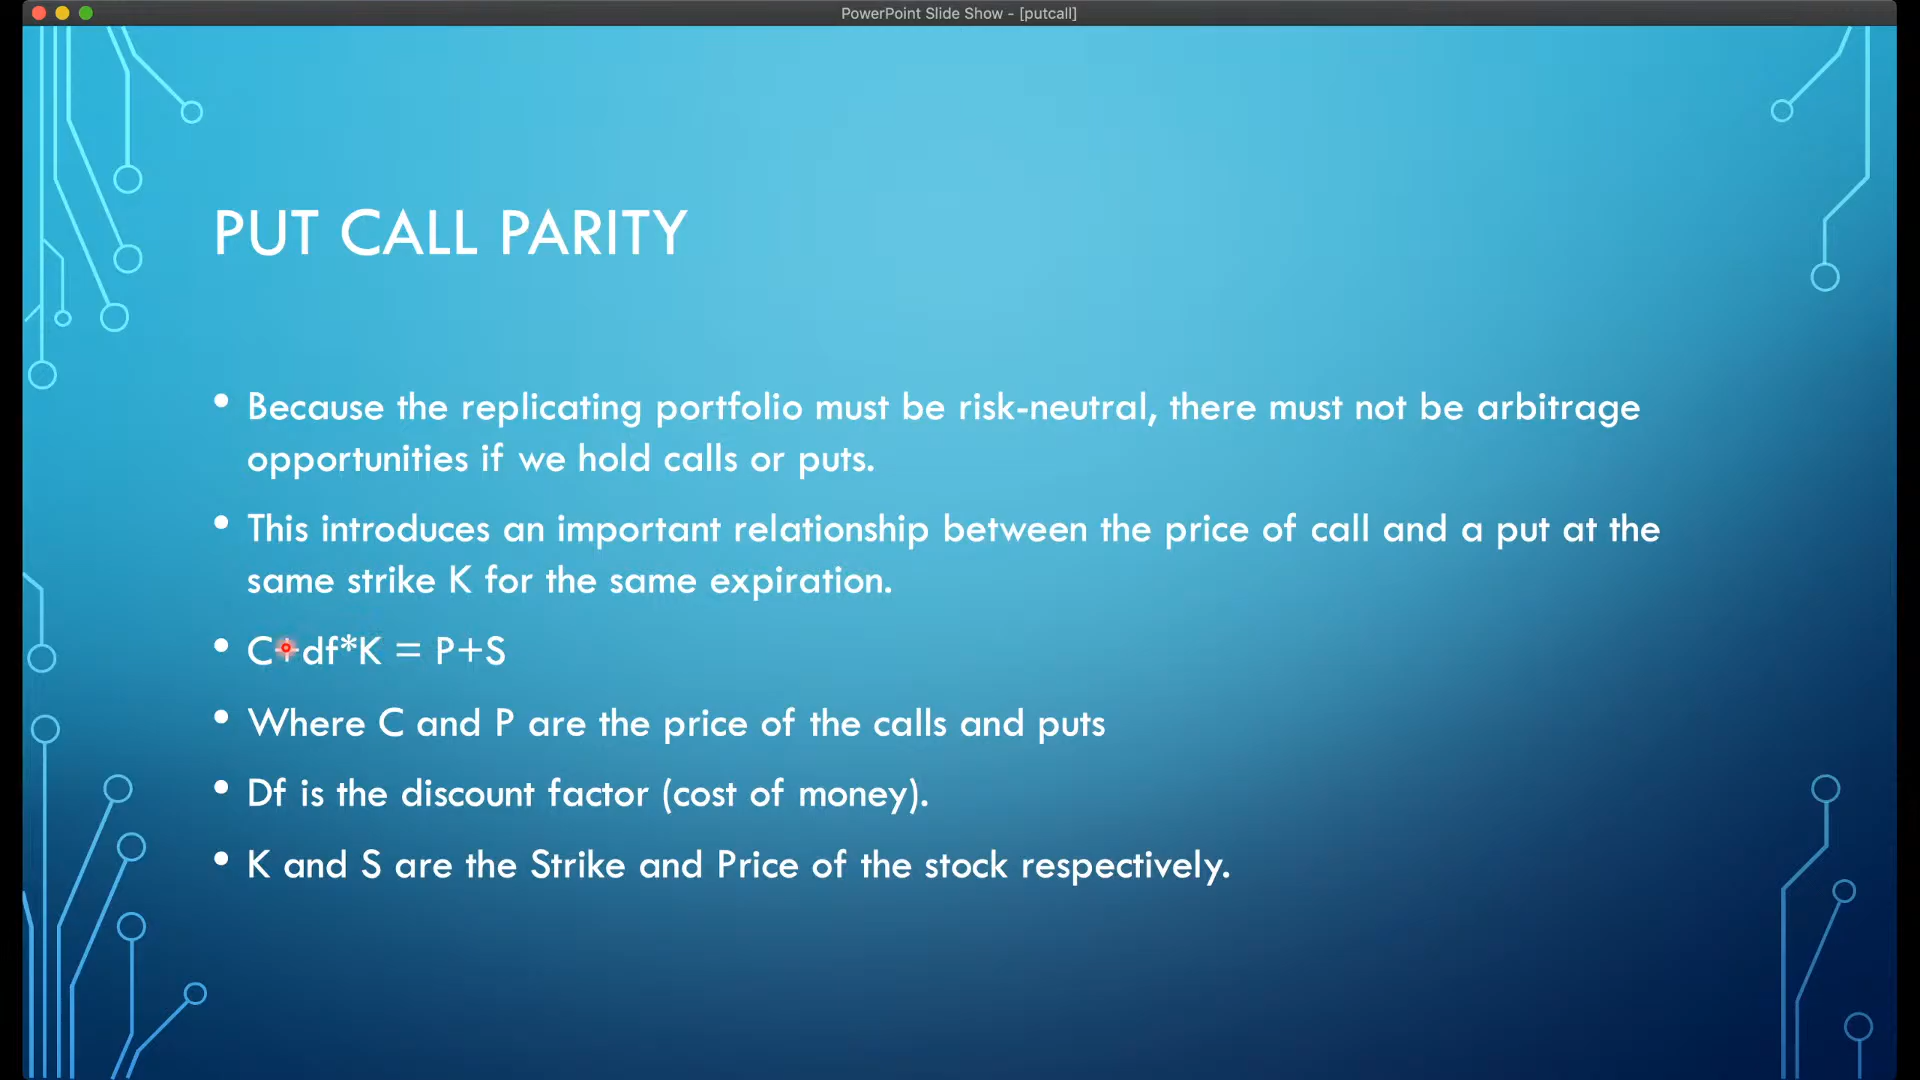 PowerPoint Slide Show - [putcall]
PUT CALL PARITY
• Because the replicating portfolio must be risk-neutral, there must not be arbitrage
opportunities if we hold calls or puts.
• This introduces an important relationship between the price of call and a put at the
same strike K for the same expiration.
• C+df*K = P+S
• Where C and P are the price of the calls and puts
• Df is the discount factor (cost of money).
• K and S are the Strike and Price of the stock respectively.